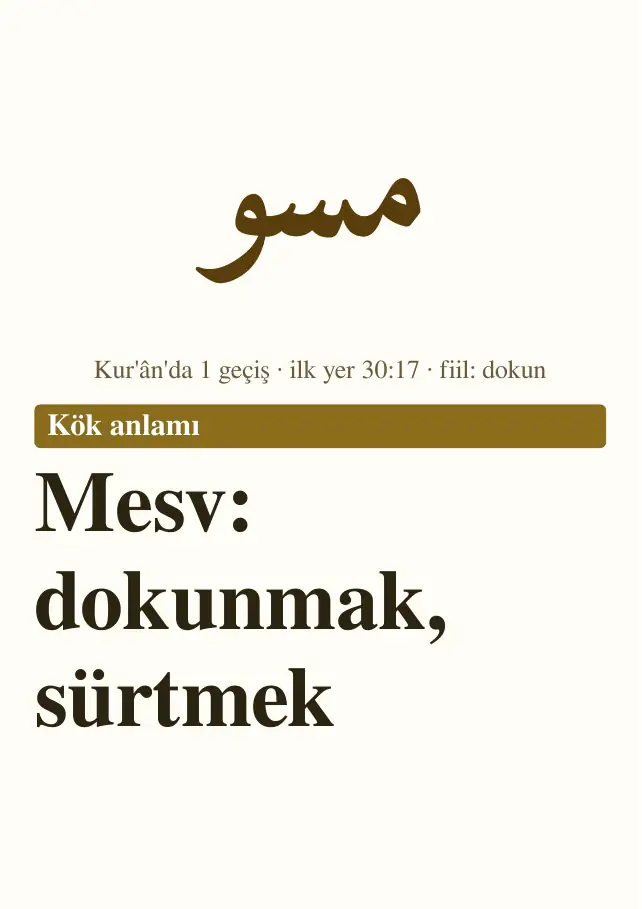 مسو
Kur'ân'da 1 geçiş · ilk yer 30:17 · fiil: dokun
Kök anlamı
Mesv:
dokunmak,
sürtmek